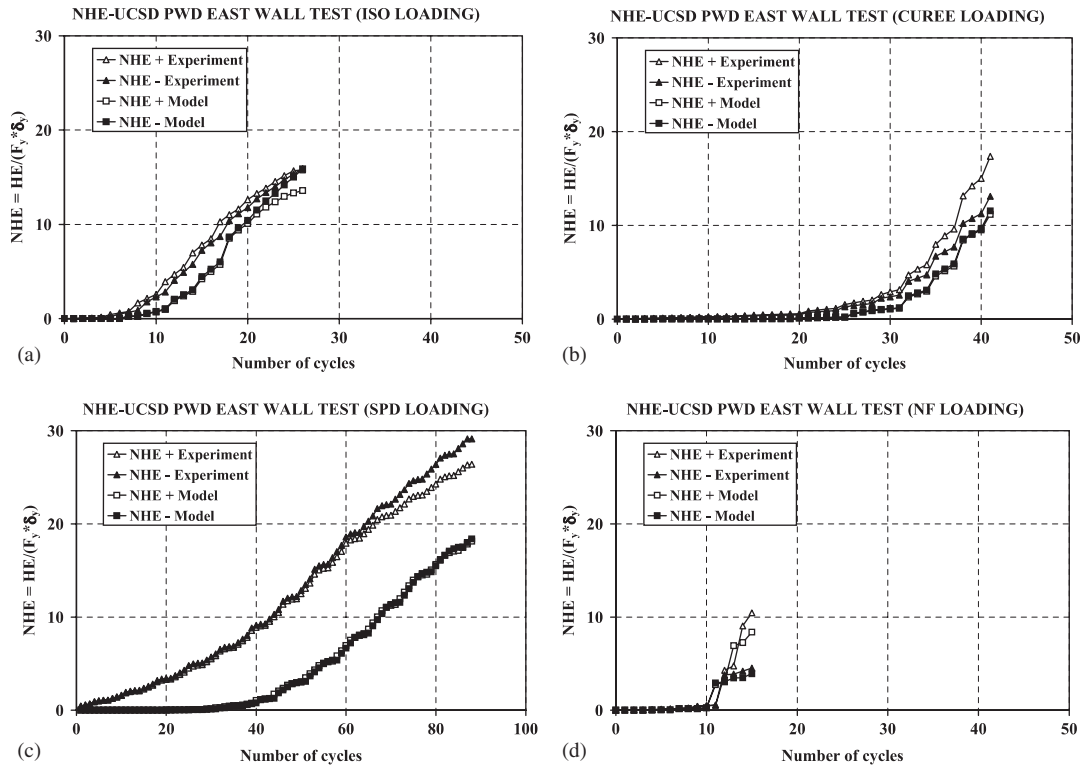 NHE-UCSD PWD EAST WALL TEST (ISO LOADING)
30
20
10
0
NHE = HE/(Fy*δy)
NHE + Experiment
NHE - Experiment
NHE + Model
NHE - Model
0 10 20 30 40 50
(a)
Number of cycles
NHE-UCSD PWD EAST WALL TEST (CUREE LOADING)
30
20
10
0
NHE = HE/(Fy*δy)
NHE + Experiment
NHE - Experiment
NHE + Model
NHE - Model
0 10 20 30 40 50
(b)
Number of cycles
NHE-UCSD PWD EAST WALL TEST (SPD LOADING)
30
20
10
0
NHE = HE/(Fy*δy)
NHE + Experiment
NHE - Experiment
NHE + Model
NHE - Model
0 20 40 60 80 100
(c)
Number of cycles
NHE-UCSD PWD EAST WALL TEST (NF LOADING)
30
20
10
0
NHE = HE/(Fy*δy)
NHE + Experiment
NHE - Experiment
NHE + Model
NHE - Model
0 10 20 30 40 50
(d)
Number of cycles